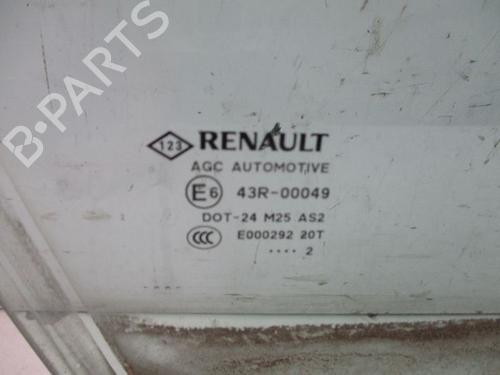 B-PARTS
123 RENAULT
AGC AUTOMOTIVE
E6 43R-00049
DOT-24 M25 AS2
CCC E000292 20T
···· 2